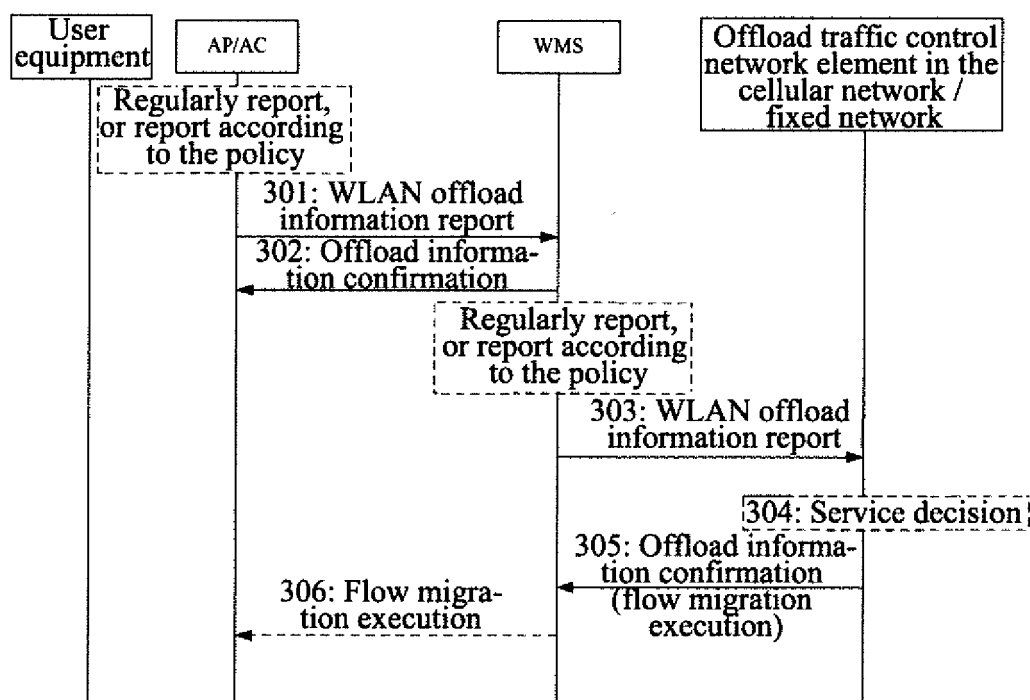 User
equipment
AP/AC
WMS
Offload traffic control
network element in the
cellular network /
fixed network
Regularly report,
or report according
to the policy
301: WLAN offload
information report
302: Offload informa-
tion confirmation
Regularly report,
or report according
to the policy
303: WLAN offload
information report
304: Service decision
305: Offload informa-
tion confirmation
(flow migration
execution)
306: Flow migra-
tion execution